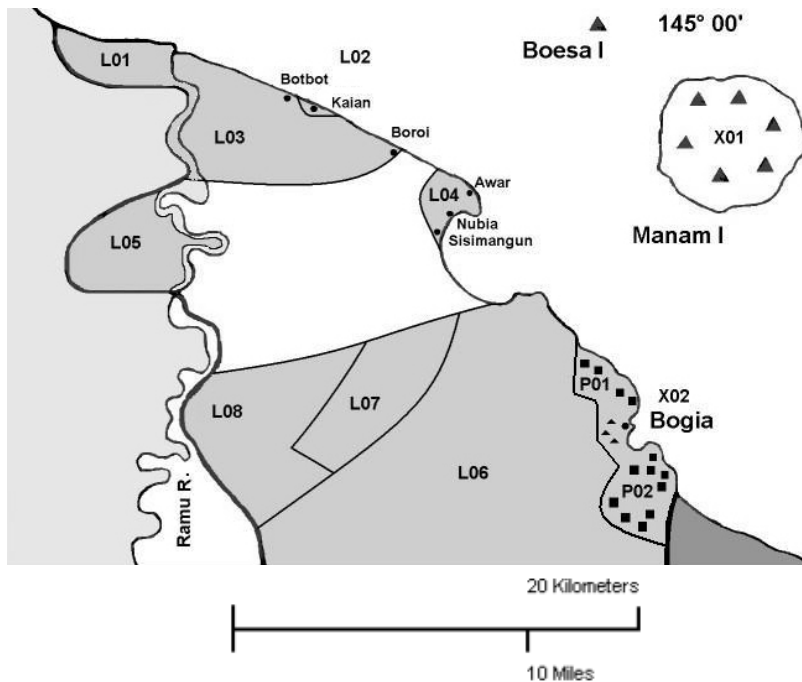 145° 00'
Boesa I
L01
L02
Botbot
Kaian
L03
X01
Boroi
L04
Awar
Nubia
Sisimangun
Manam I
L05
P01
X02
Bogia
L07
L08
L06
P02
Ramu R.
20 Kilometers
10 Miles